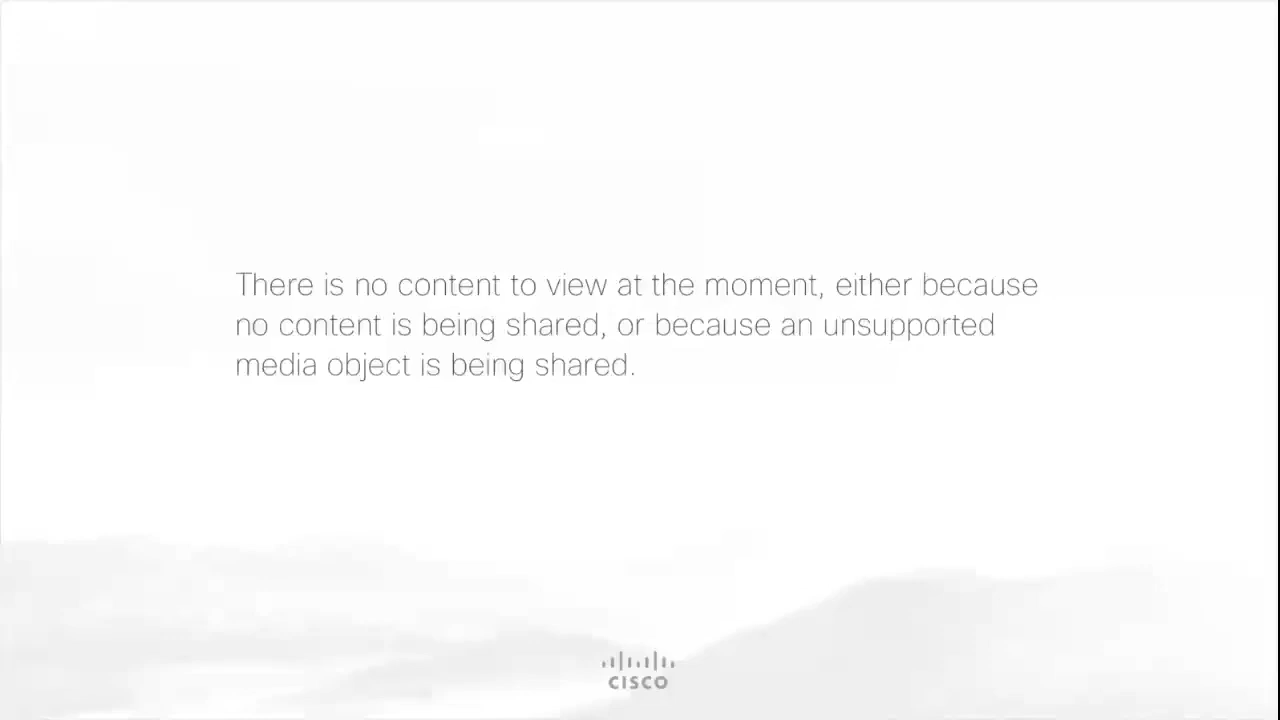 There is no content to view at the moment, either because
no content is being shared, or because an unsupported
media object is being shared.
CISCO